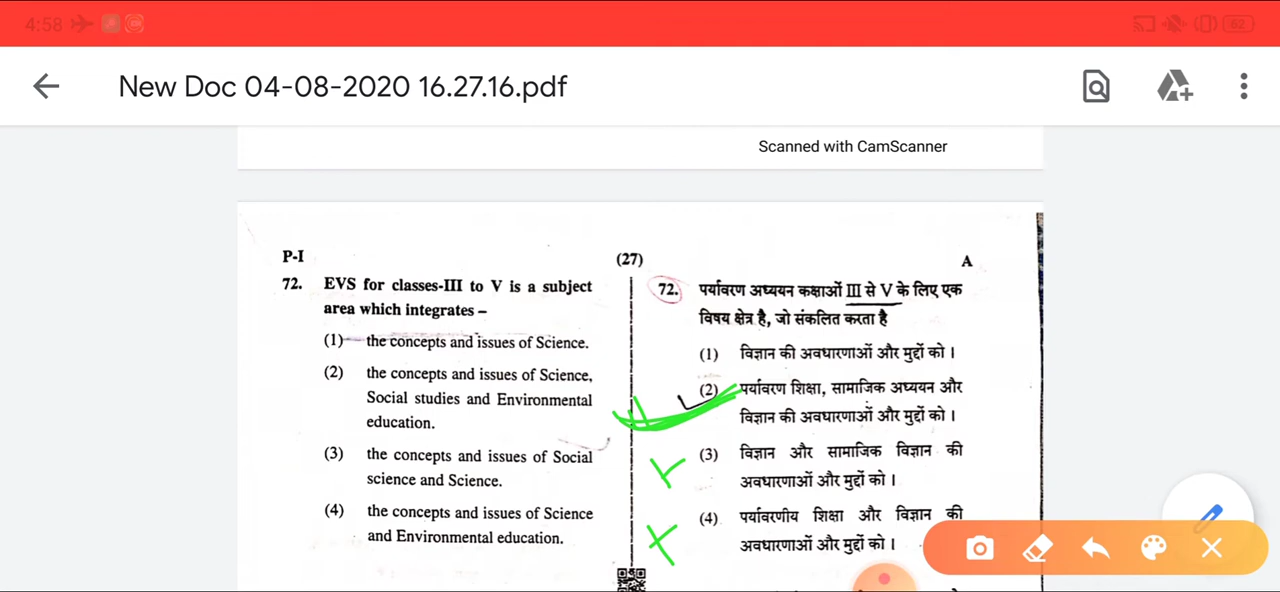 4:58
62
New Doc 04-08-2020 16.27.16.pdf
Scanned with CamScanner
P-I
(27)
A
72. EVS for classes-III to V is a subject
area which integrates –
(1) the concepts and issues of Science.
(2) the concepts and issues of Science,
Social studies and Environmental
education.
(3) the concepts and issues of Social
science and Science.
(4) the concepts and issues of Science
and Environmental education.
72. पर्यावरण अध्ययन कक्षाओं III से V के लिए एक
विषय क्षेत्र है, जो संकलित करता है
(1) विज्ञान की अवधारणाओं और मुद्दों को ।
(2) पर्यावरण शिक्षा, सामाजिक अध्ययन और
विज्ञान की अवधारणाओं और मुद्दों को ।
(3) विज्ञान और सामाजिक विज्ञान की
अवधारणाओं और मुद्दों को ।
(4) पर्यावरणीय शिक्षा और विज्ञान की
अवधारणाओं और मुद्दों को ।